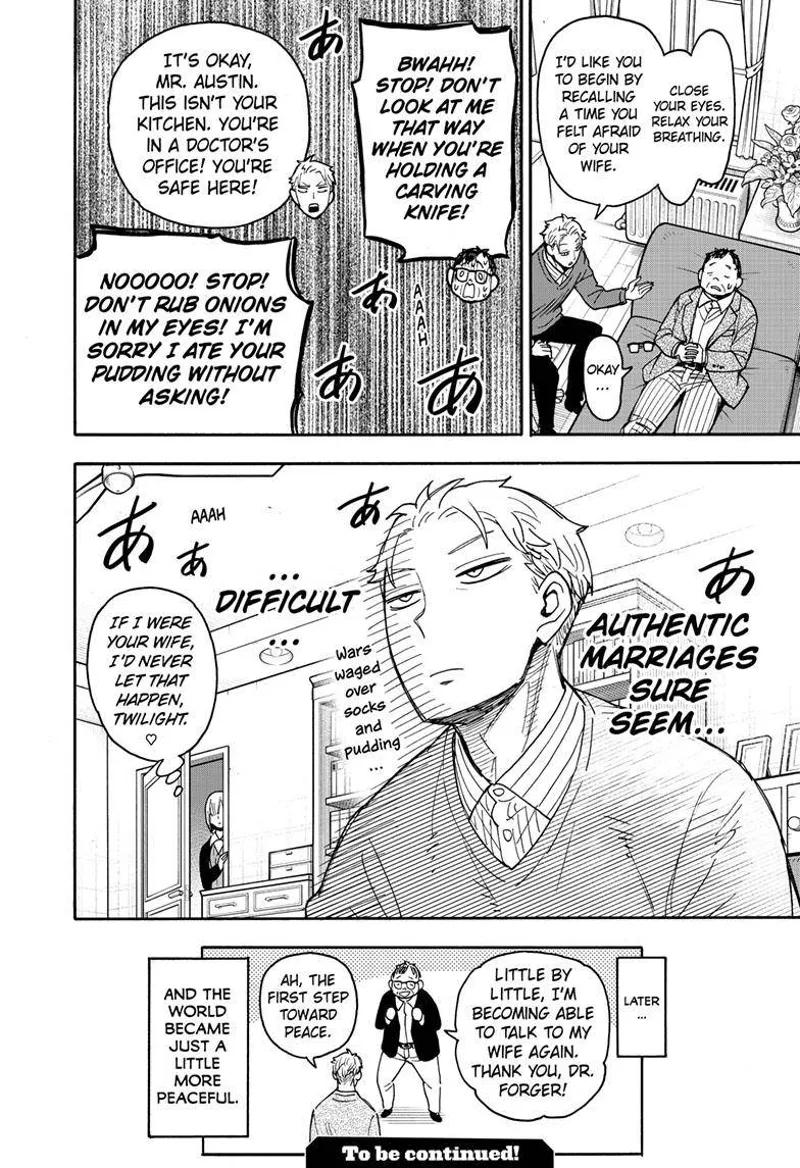 CLOSE
YOUR EYES.
RELAX YOUR
BREATHING.
I'D LIKE YOU
TO BEGIN BY
RECALLING
A TIME YOU
FELT AFRAID
OF YOUR
WIFE.
OKAY
...
BWAHH!
STOP! DON'T
LOOK AT ME
THAT WAY
WHEN YOU'RE
HOLDING A
CARVING
KNIFE!
あ
IT'S OKAY,
MR. AUSTIN.
THIS ISN'T YOUR
KITCHEN. YOU'RE
IN A DOCTOR'S
OFFICE! YOU'RE
SAFE HERE!
あ
AAAH
あ
あ
NOOOOO! STOP!
DON'T RUB ONIONS
IN MY EYES! I'M
SORRY I ATE YOUR
PUDDING WITHOUT
ASKING!
あ
AUTHENTIC
MARRIAGES
SURE
SEEM...
あ
...
DIFFICULT
...
Wars
waged
over
socks
and
pudding
...
AAAH
あ
あ
IF I WERE
YOUR WIFE,
I'D NEVER
LET THAT
HAPPEN,
TWILIGHT.
♡
LATER
...
LITTLE BY
LITTLE, I'M
BECOMING ABLE
TO TALK TO MY
WIFE AGAIN.
THANK YOU, DR.
FORGER!
AH, THE
FIRST STEP
TOWARD
PEACE.
AND THE
WORLD
BECAME
JUST A
LITTLE
MORE
PEACEFUL.
To be continued!